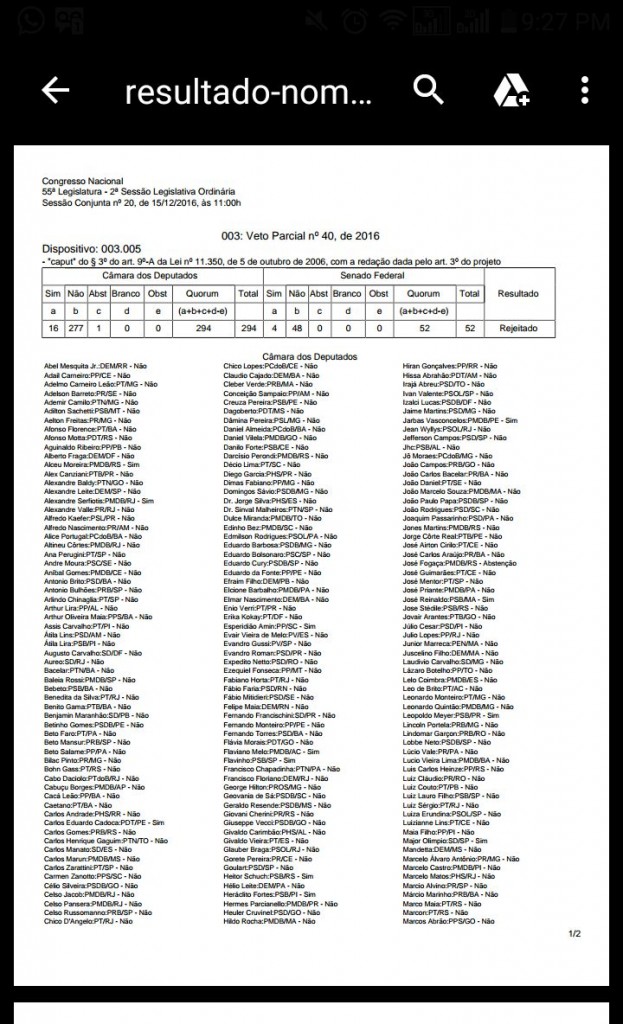 9:27 PM
resultado-nom...
Congresso Nacional
55ª Legislatura - 2ª Sessão Legislativa Ordinária
Sessão Conjunta nº 20, de 15/12/2016, às 11:00h
003: Veto Parcial nº 40, de 2016
Dispositivo: 003.005
- "caput" do § 3º do art. 9º-A da Lei nº 11.350, de 5 de outubro de 2006, com a redação dada pelo art. 3º do projeto
Câmara dos Deputados Senado Federal Resultado
Sim Não Abst Branco Obst Quorum Total Sim Não Abst Branco Obst Quorum Total
a b c d e (a+b+c+d-e) a b c d e (a+b+c+d-e)
16 277 1 0 0 294 294 4 48 0 0 0 52 52 Rejeitado
Câmara dos Deputados
Abel Mesquita Jr.:DEM/RR - Não
Adail Carneiro:PP/CE - Não
Adelmo Carneiro Leão:PT/MG - Não
Adelson Barreto:PR/SE - Não
Ademir Camilo:PTN/MG - Não
Adilton Sachetti:PSB/MT - Não
Aelton Freitas:PR/MG - Não
Afonso Florence:PT/BA - Não
Afonso Motta:PDT/RS - Não
Aguinaldo Ribeiro:PP/PB - Não
Alberto Fraga:DEM/DF - Não
Alceu Moreira:PMDB/RS - Sim
Alex Canziani:PTB/PR - Não
Alexandre Baldy:PTN/GO - Não
Alexandre Leite:DEM/SP - Não
Alexandre Serfiotis:PMDB/RJ - Sim
Alexandre Valle:PR/RJ - Não
Alfredo Kaefer:PSL/PR - Não
Alfredo Nascimento:PR/AM - Não
Alice Portugal:PCdoB/BA - Não
Altineu Côrtes:PMDB/RJ - Não
Ana Perugini:PT/SP - Não
Andre Moura:PSC/SE - Não
Aníbal Gomes:PMDB/CE - Não
Antonio Brito:PSD/BA - Não
Antonio Bulhões:PRB/SP - Não
Arlindo Chinaglia:PT/SP - Não
Arthur Lira:PP/AL - Não
Arthur Oliveira Maia:PPS/BA - Não
Assis Carvalho:PT/PI - Não
Átila Lins:PSD/AM - Não
Átila Lira:PSB/PI - Não
Augusto Carvalho:SD/DF - Não
Aureo:SD/RJ - Não
Bacelar:PTN/BA - Não
Baleia Rossi:PMDB/SP - Não
Bebeto:PSB/BA - Não
Benedita da Silva:PT/RJ - Não
Benito Gama:PTB/BA - Não
Benjamin Maranhão:SD/PB - Não
Betinho Gomes:PSDB/PE - Não
Beto Faro:PT/PA - Não
Beto Mansur:PRB/SP - Não
Beto Salame:PP/PA - Não
Bilac Pinto:PR/MG - Não
Bohn Gass:PT/RS - Não
Cabo Daciolo:PTdoB/RJ - Não
Cabuçu Borges:PMDB/AP - Não
Cacá Leão:PP/BA - Não
Caetano:PT/BA - Não
Carlos Andrade:PHS/RR - Não
Carlos Eduardo Cadoca:PDT/PE - Sim
Carlos Gomes:PRB/RS - Não
Carlos Henrique Gaguim:PTN/TO - Não
Carlos Manato:SD/ES - Não
Carlos Marun:PMDB/MS - Não
Carlos Zarattini:PT/SP - Não
Carmen Zanotto:PPS/SC - Não
Célio Silveira:PSDB/GO - Não
Celso Jacob:PMDB/RJ - Não
Celso Pansera:PMDB/RJ - Não
Celso Russomanno:PRB/SP - Não
Chico D'Angelo:PT/RJ - Não
Chico Lopes:PCdoB/CE - Não
Claudio Cajado:DEM/BA - Não
Cleber Verde:PRB/MA - Não
Conceição Sampaio:PP/AM - Não
Creuza Pereira:PSB/PE - Não
Dagoberto:PDT/MS - Não
Dâmina Pereira:PSL/MG - Não
Daniel Almeida:PCdoB/BA - Não
Daniel Vilela:PMDB/GO - Não
Danilo Forte:PSB/CE - Não
Darcísio Perondi:PMDB/RS - Não
Décio Lima:PT/SC - Não
Diego Garcia:PHS/PR - Não
Dimas Fabiano:PP/MG - Não
Domingos Sávio:PSDB/MG - Não
Dr. Jorge Silva:PHS/ES - Não
Dr. Sinval Malheiros:PTN/SP - Não
Dulce Miranda:PMDB/TO - Não
Edinho Bez:PMDB/SC - Não
Edmilson Rodrigues:PSOL/PA - Não
Eduardo Barbosa:PSDB/MG - Não
Eduardo Bolsonaro:PSC/SP - Não
Eduardo Cury:PSDB/SP - Não
Eduardo da Fonte:PP/PE - Não
Efraim Filho:DEM/PB - Não
Elcione Barbalho:PMDB/PA - Não
Elmar Nascimento:DEM/BA - Não
Enio Verri:PT/PR - Não
Erika Kokay:PT/DF - Não
Esperidião Amin:PP/SC - Sim
Evair Vieira de Melo:PV/ES - Não
Evandro Gussi:PV/SP - Não
Evandro Roman:PSD/PR - Não
Expedito Netto:PSD/RO - Não
Ezequiel Fonseca:PP/MT - Não
Fabiano Horta:PT/RJ - Não
Fábio Faria:PSD/RN - Não
Fábio Mitidieri:PSD/SE - Não
Felipe Maia:DEM/RN - Não
Fernando Francischini:SD/PR - Não
Fernando Monteiro:PP/PE - Não
Fernando Torres:PSD/BA - Não
Flávia Morais:PDT/GO - Não
Flaviano Melo:PMDB/AC - Sim
Flavinho:PSB/SP - Sim
Francisco Chapadinha:PTN/PA - Não
Francisco Floriano:DEM/RJ - Não
George Hilton:PROS/MG - Não
Geovania de Sá:PSDB/SC - Não
Geraldo Resende:PSDB/MS - Não
Giovani Cherini:PR/RS - Não
Giuseppe Vecci:PSDB/GO - Não
Givaldo Carimbão:PHS/AL - Não
Givaldo Vieira:PT/ES - Não
Glauber Braga:PSOL/RJ - Não
Gorete Pereira:PR/CE - Não
Goulart:PSD/SP - Não
Heitor Schuch:PSB/RS - Sim
Hélio Leite:DEM/PA - Não
Heráclito Fortes:PSB/PI - Sim
Hermes Parcianello:PMDB/PR - Não
Heuler Cruvinel:PSD/GO - Não
Hildo Rocha:PMDB/MA - Não
Hiran Gonçalves:PP/RR - Não
Hissa Abrahão:PDT/AM - Não
Irajá Abreu:PSD/TO - Não
Ivan Valente:PSOL/SP - Não
Izalci Lucas:PSDB/DF - Não
Jaime Martins:PSD/MG - Não
Jarbas Vasconcelos:PMDB/PE - Sim
Jean Wyllys:PSOL/RJ - Não
Jefferson Campos:PSD/SP - Não
Jhc:PSB/AL - Não
Jô Moraes:PCdoB/MG - Não
João Campos:PRB/GO - Não
João Carlos Bacelar:PR/BA - Não
João Daniel:PT/SE - Não
João Marcelo Souza:PMDB/MA - Não
João Paulo Papa:PSDB/SP - Não
João Rodrigues:PSD/SC - Não
Joaquim Passarinho:PSD/PA - Não
Jones Martins:PMDB/RS - Não
Jorge Côrte Real:PTB/PE - Não
José Airton Cirilo:PT/CE - Não
José Carlos Araújo:PR/BA - Não
José Fogaça:PMDB/RS - Abstenção
José Guimarães:PT/CE - Não
José Mentor:PT/SP - Não
José Priante:PMDB/PA - Não
José Reinaldo:PSB/MA - Sim
Jose Stédile:PSB/RS - Não
Jovair Arantes:PTB/GO - Não
Júlio Cesar:PSD/PI - Não
Julio Lopes:PP/RJ - Não
Junior Marreca:PEN/MA - Não
Juscelino Filho:DEM/MA - Não
Laudivio Carvalho:SD/MG - Não
Lázaro Botelho:PP/TO - Não
Lelo Coimbra:PMDB/ES - Não
Leo de Brito:PT/AC - Não
Leonardo Monteiro:PT/MG - Não
Leonardo Quintão:PMDB/MG - Não
Leopoldo Meyer:PSB/PR - Sim
Lincoln Portela:PRB/MG - Não
Lindomar Garçon:PRB/RO - Não
Lobbe Neto:PSDB/SP - Não
Lúcio Vale:PR/PA - Não
Lucio Vieira Lima:PMDB/BA - Não
Luis Carlos Heinze:PP/RS - Não
Luiz Cláudio:PR/RO - Não
Luiz Couto:PT/PB - Não
Luiz Lauro Filho:PSB/SP - Não
Luiz Sérgio:PT/RJ - Não
Luiza Erundina:PSOL/SP - Não
Luizianne Lins:PT/CE - Não
Maia Filho:PP/PI - Não
Major Olimpio:SD/SP - Sim
Mandetta:DEM/MS - Não
Marcelo Álvaro Antônio:PR/MG - Não
Marcelo Castro:PMDB/PI - Não
Marcelo Matos:PHS/RJ - Não
Marcio Alvino:PR/SP - Não
Márcio Marinho:PRB/BA - Não
Marco Maia:PT/RS - Não
Marcon:PT/RS - Não
Marcos Abrão:PPS/GO - Não
1/2